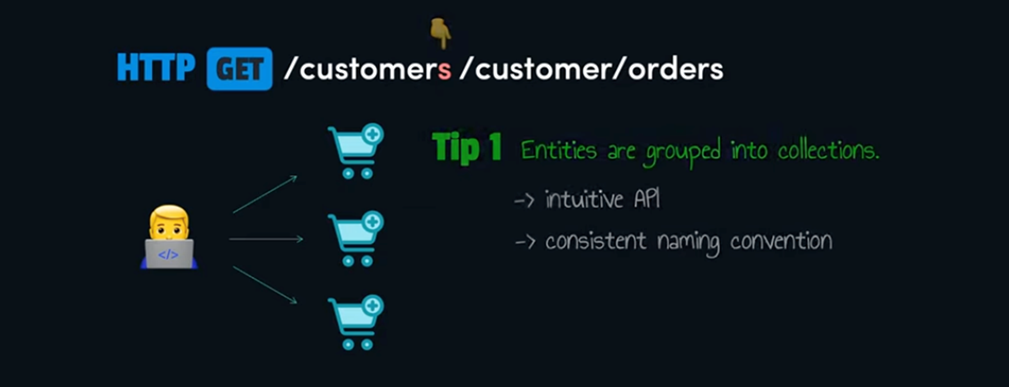 HTTP GET /customers /customer/orders
Tip 1 Entities are grouped into collections.
-> intuitive API
-> consistent naming convention
</>